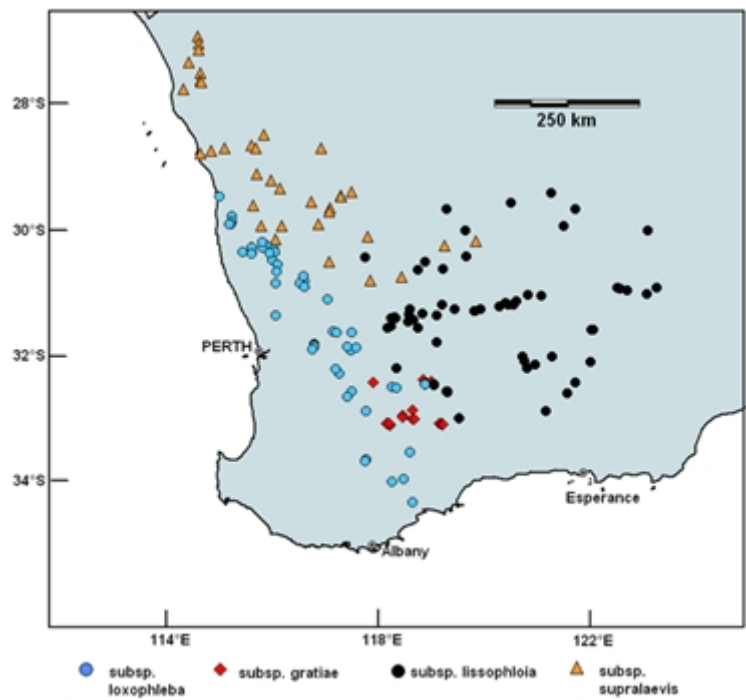 28°S
250 km
30°S
PERTH
32°S
34°S
Esperance
Albany
114°E
118°E
122°E
subsp. loxophleba
subsp. gratiae
subsp. lissophloia
subsp. supralaevis